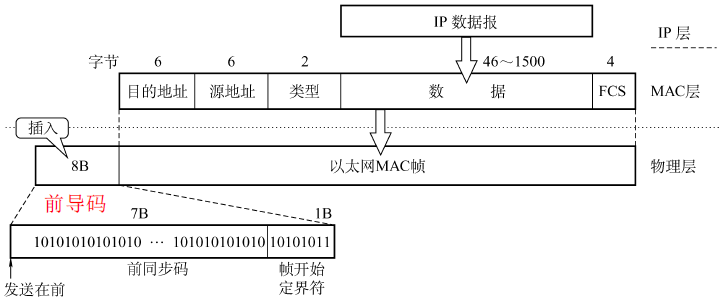 IP 数据报
IP 层
字节 6 6 2 46～1500 4
目的地址 源地址 类型 数 据 FCS MAC层
插入
8B 以太网MAC帧 物理层
前导码
7B 1B
10101010101010 ··· 101010101010 10101011
前同步码 帧开始
定界符
发送在前